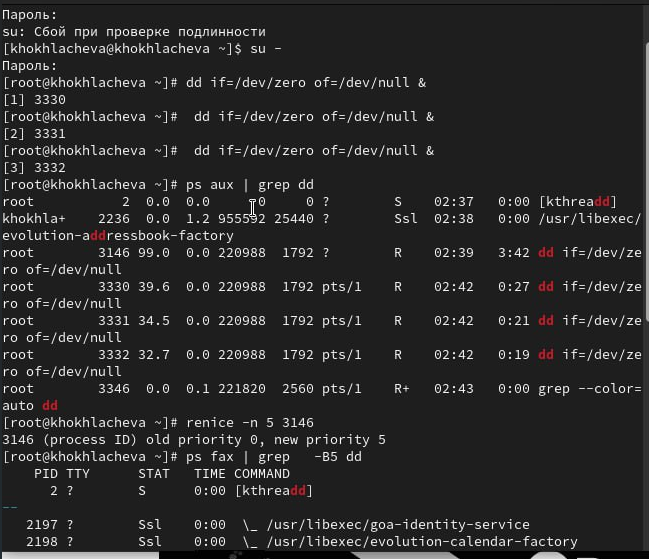 Пароль:
su: Сбой при проверке подлинности
[khokhlacheva@khokhlacheva ~]$ su -
Пароль:
[root@khokhlacheva ~]# dd if=/dev/zero of=/dev/null &
[1] 3330
[root@khokhlacheva ~]#  dd if=/dev/zero of=/dev/null &
[2] 3331
[root@khokhlacheva ~]#  dd if=/dev/zero of=/dev/null &
[3] 3332
[root@khokhlacheva ~]# ps aux | grep dd
root           2  0.0  0.0      0     0 ?        S    02:37   0:00 [kthreadd]
khokhla+    2236  0.0  1.2 955592 25440 ?        Ssl  02:38   0:00 /usr/libexec/
evolution-addressbook-factory
root        3146 99.0  0.0 220988  1792 ?        R    02:39   3:42 dd if=/dev/ze
ro of=/dev/null
root        3330 39.6  0.0 220988  1792 pts/1    R    02:42   0:27 dd if=/dev/ze
ro of=/dev/null
root        3331 34.5  0.0 220988  1792 pts/1    R    02:42   0:21 dd if=/dev/ze
ro of=/dev/null
root        3332 32.7  0.0 220988  1792 pts/1    R    02:42   0:19 dd if=/dev/ze
ro of=/dev/null
root        3346  0.0  0.1 221820  2560 pts/1    R+   02:43   0:00 grep --color=
auto dd
[root@khokhlacheva ~]# renice -n 5 3146
3146 (process ID) old priority 0, new priority 5
[root@khokhlacheva ~]# ps fax | grep   -B5 dd
    PID TTY      STAT   TIME COMMAND
      2 ?        S      0:00 [kthreadd]
--
   2197 ?        Ssl    0:00  \_ /usr/libexec/goa-identity-service
   2198 ?        Ssl    0:00  \_ /usr/libexec/evolution-calendar-factory